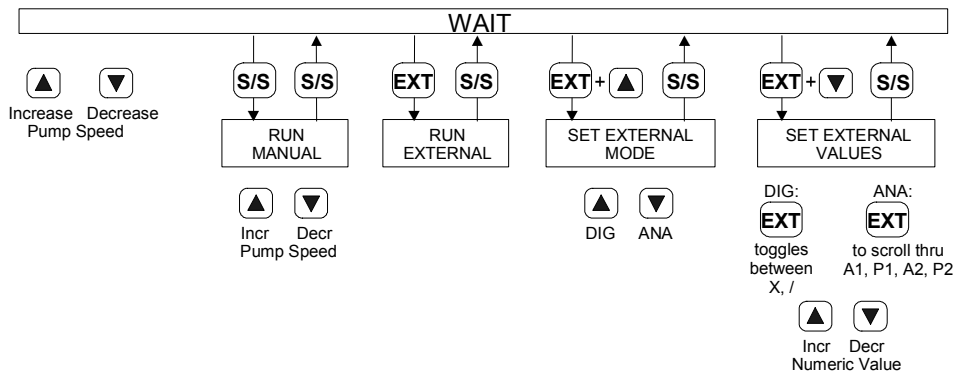 WAIT
S/S S/S EXT S/S EXT + S/S EXT + S/S
Increase Decrease
Pump Speed
RUN
MANUAL
RUN
EXTERNAL
SET EXTERNAL
MODE
SET EXTERNAL
VALUES
Incr Decr
Pump Speed
DIG ANA
DIG:
EXT
toggles
between
X, /
ANA:
EXT
to scroll thru
A1, P1, A2, P2
Incr Decr
Numeric Value